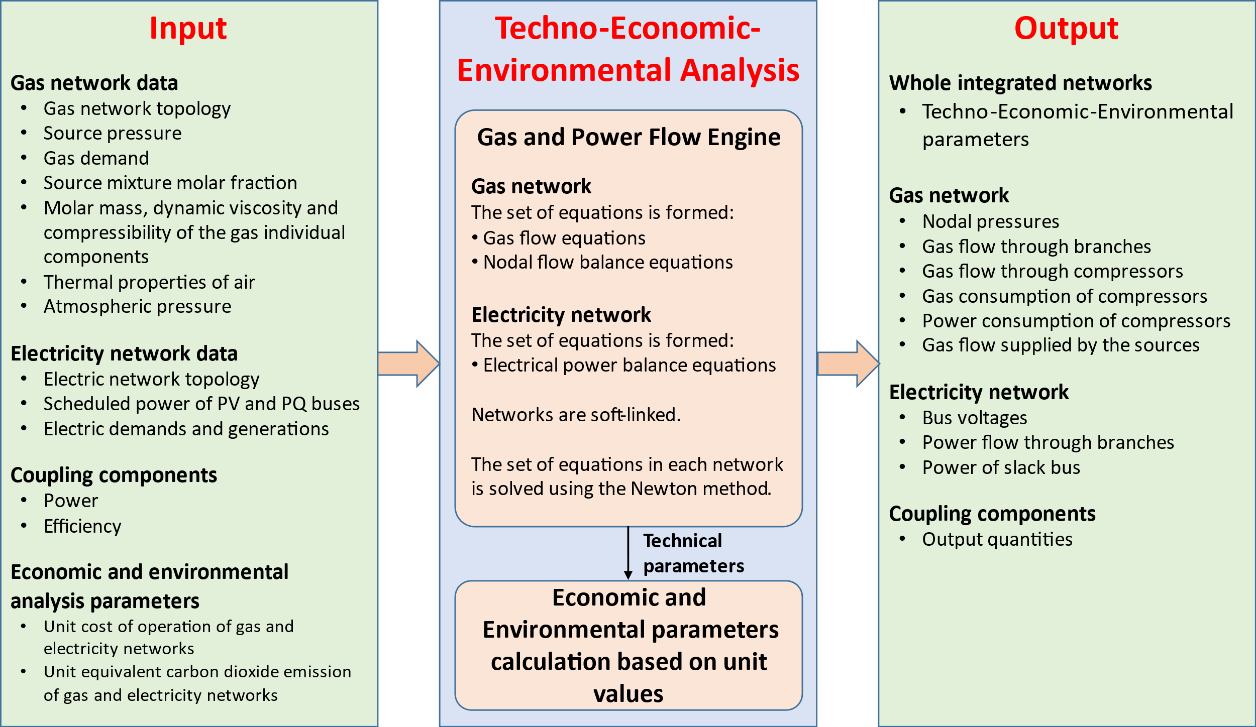 Input
Gas network data
• Gas network topology
• Source pressure
• Gas demand
• Source mixture molar fraction
• Molar mass, dynamic viscosity and
compressibility of the gas individual
components
• Thermal properties of air
• Atmospheric pressure
Electricity network data
• Electric network topology
• Scheduled power of PV and PQ buses
• Electric demands and generations
Coupling components
• Power
• Efficiency
Economic and environmental
analysis parameters
• Unit cost of operation of gas and
electricity networks
• Unit equivalent carbon dioxide emission
of gas and electricity networks
Techno-Economic-
Environmental Analysis
Gas and Power Flow Engine
Gas network
The set of equations is formed:
• Gas flow equations
• Nodal flow balance equations
Electricity network
The set of equations is formed:
• Electrical power balance equations
Networks are soft-linked.
The set of equations in each network
is solved using the Newton method.
Technical
parameters
Economic and
Environmental parameters
calculation based on unit
values
Output
Whole integrated networks
• Techno-Economic-Environmental
parameters
Gas network
• Nodal pressures
• Gas flow through branches
• Gas flow through compressors
• Gas consumption of compressors
• Power consumption of compressors
• Gas flow supplied by the sources
Electricity network
• Bus voltages
• Power flow through branches
• Power of slack bus
Coupling components
• Output quantities